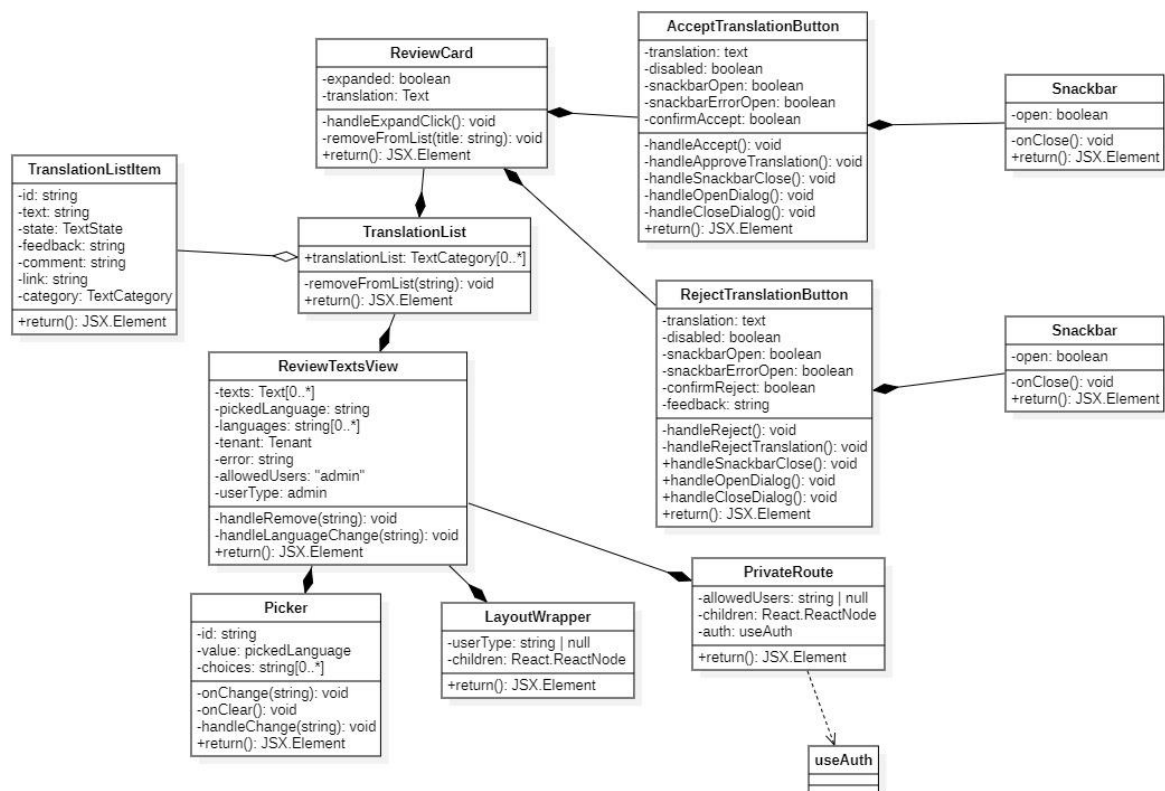 AcceptTranslationButton
-translation: text
-disabled: boolean
-snackbarOpen: boolean
-snackbarErrorOpen: boolean
-confirmAccept: boolean
-handleAccept(): void
-handleApproveTranslation(): void
-handleSnackbarClose(): void
-handleOpenDialog(): void
-handleCloseDialog(): void
+return(): JSX.Element
ReviewCard
-expanded: boolean
-translation: Text
-handleExpandClick(): void
-removeFromList(title: string): void
+return(): JSX.Element
Snackbar
-open: boolean
-onClose(): void
+return(): JSX.Element
TranslationListItem
-id: string
-text: string
-state: TextState
-feedback: string
-comment: string
-link: string
-category: TextCategory
+return(): JSX.Element
TranslationList
+translationList: TextCategory[0..*]
-removeFromList(string): void
+return(): JSX.Element
RejectTranslationButton
-translation: text
-disabled: boolean
-snackbarOpen: boolean
-snackbarErrorOpen: boolean
-confirmReject: boolean
-feedback: string
-handleReject(): void
-handleRejectTranslation(): void
+handleSnackbarClose(): void
+handleOpenDialog(): void
+handleCloseDialog(): void
+return(): JSX.Element
Snackbar
-open: boolean
-onClose(): void
+return(): JSX.Element
ReviewTextsView
-texts: Text[0..*]
-pickedLanguage: string
-languages: string[0..*]
-tenant: Tenant
-error: string
-allowedUsers: "admin"
-userType: admin
-handleRemove(string): void
-handleLanguageChange(string): void
+return(): JSX.Element
PrivateRoute
-allowedUsers: string | null
-children: React.ReactNode
-auth: useAuth
+return(): JSX.Element
Picker
-id: string
-value: pickedLanguage
-choices: string[0..*]
-onChange(string): void
-onClear(): void
-handleChange(string): void
+return(): JSX.Element
LayoutWrapper
-userType: string | null
-children: React.ReactNode
+return(): JSX.Element
useAuth